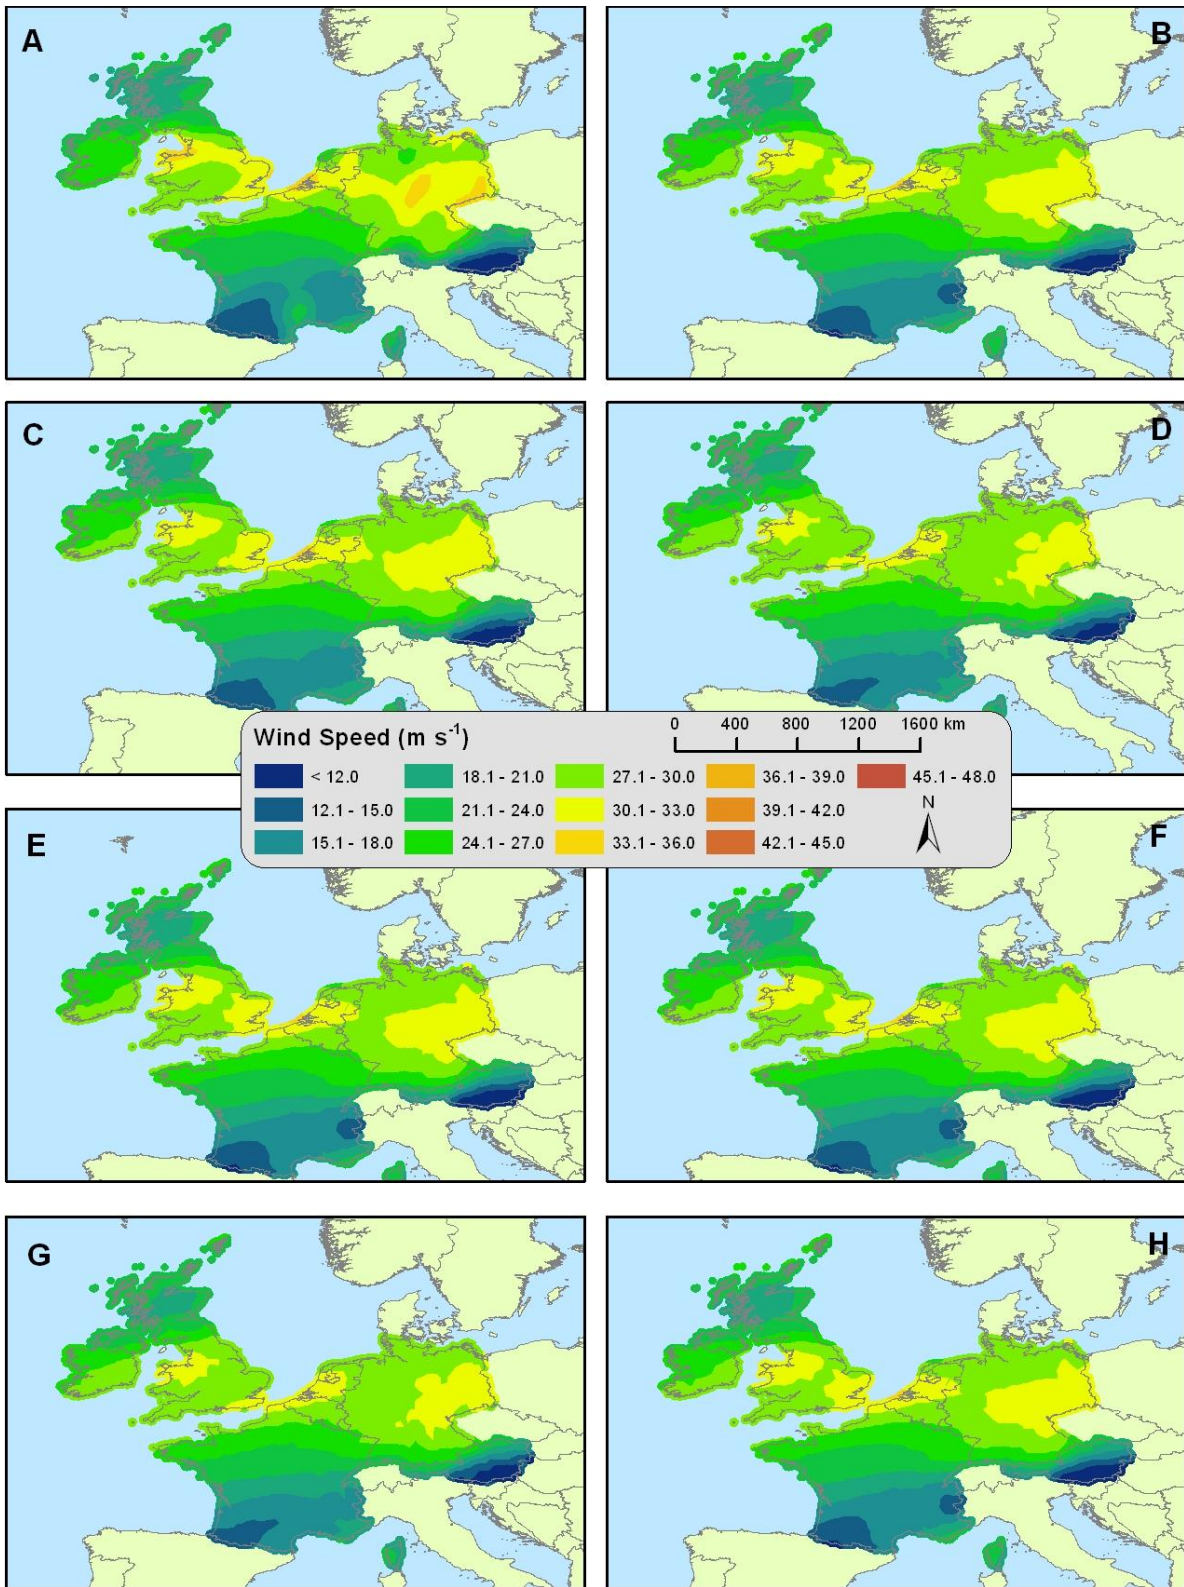 A
B
C
D
Wind Speed (m s-1)
0 400 800 1200 1600 km
< 12.0 18.1 - 21.0 27.1 - 30.0 36.1 - 39.0 45.1 - 48.0
12.1 - 15.0 21.1 - 24.0 30.1 - 33.0 39.1 - 42.0 N
15.1 - 18.0 24.1 - 27.0 33.1 - 36.0 42.1 - 45.0
E
F
G
H